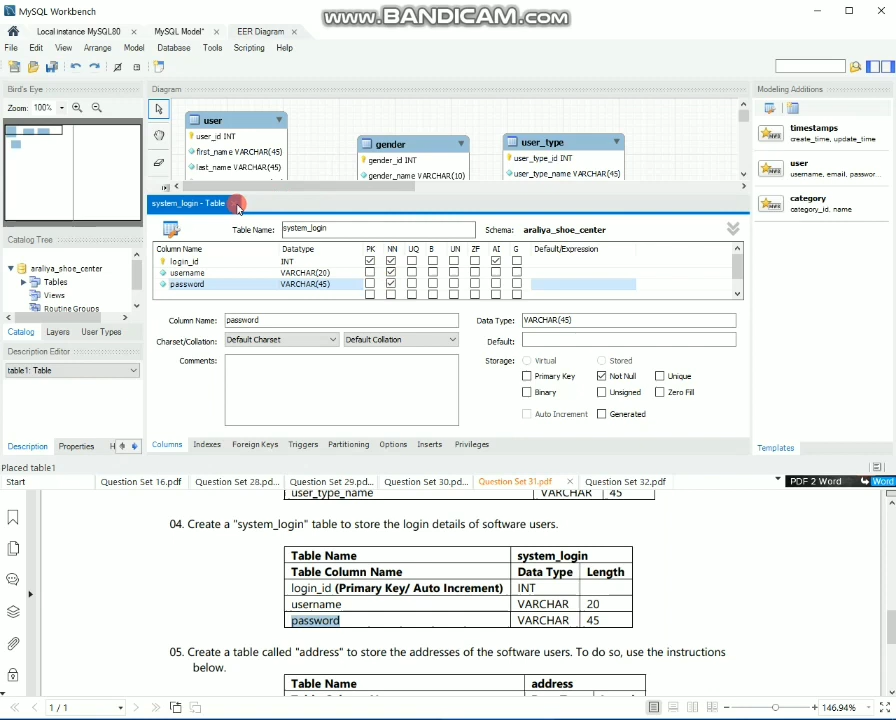 MySQL Workbench
www.BANDICAM.com
Local instance MySQL80
MySQL Model*
EER Diagram
File Edit View Arrange Model Database Tools Scripting Help
Bird's Eye
Zoom: 100%
Diagram
Modeling Additions
user
user_id INT
first_name VARCHAR(45)
last_name VARCHAR(45)
gender
gender_id INT
gender_name VARCHAR(10)
user_type
user_type_id INT
user_type_name VARCHAR(45)
timestamps
create_time, update_time
user
username, email, passwor...
category
category_id, name
system_login - Table
Table Name: system_login
Schema: araliya_shoe_center
Column Name Datatype PK NN UQ B UN ZF AI G Default/Expression
login_id INT
username VARCHAR(20)
password VARCHAR(45)
Catalog Tree
araliya_shoe_center
Tables
Views
Routine Groups
Catalog Layers User Types
Description Editor
table1: Table
Column Name: password
Data Type: VARCHAR(45)
Charset/Collation: Default Charset Default Collation
Default:
Comments:
Storage: Virtual Stored
Primary Key Not Null Unique
Binary Unsigned Zero Fill
Auto Increment Generated
Description Properties H
Columns Indexes Foreign Keys Triggers Partitioning Options Inserts Privileges
Templates
Placed table1
Start
Question Set 16.pdf
Question Set 28.pd...
Question Set 29.pd...
Question Set 30.pd...
Question Set 31.pdf
Question Set 32.pdf
PDF 2 Word
Word
user_type_name VARCHAR 45
04. Create a "system_login" table to store the login details of software users.
Table Name system_login
Table Column Name Data Type Length
login_id (Primary Key/ Auto Increment) INT
username VARCHAR 20
password VARCHAR 45
05. Create a table called "address" to store the addresses of the software users. To do so, use the instructions
below.
Table Name address
1 / 1
146.94%